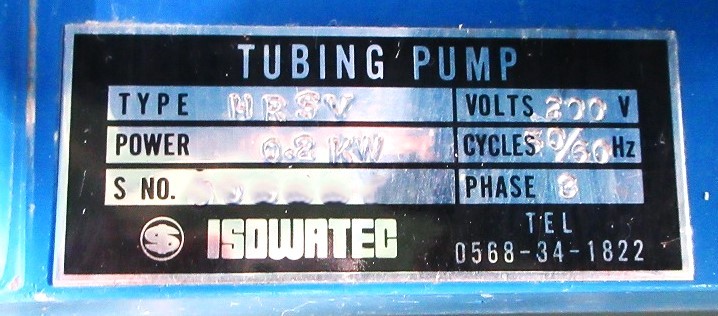 TUBING PUMP
TYPE VOLTS 200 V
POWER 0.2 KW CYCLES 50/60 Hz
S NO. PHASE 3
ISOWATEC
TEL
0568-34-1822